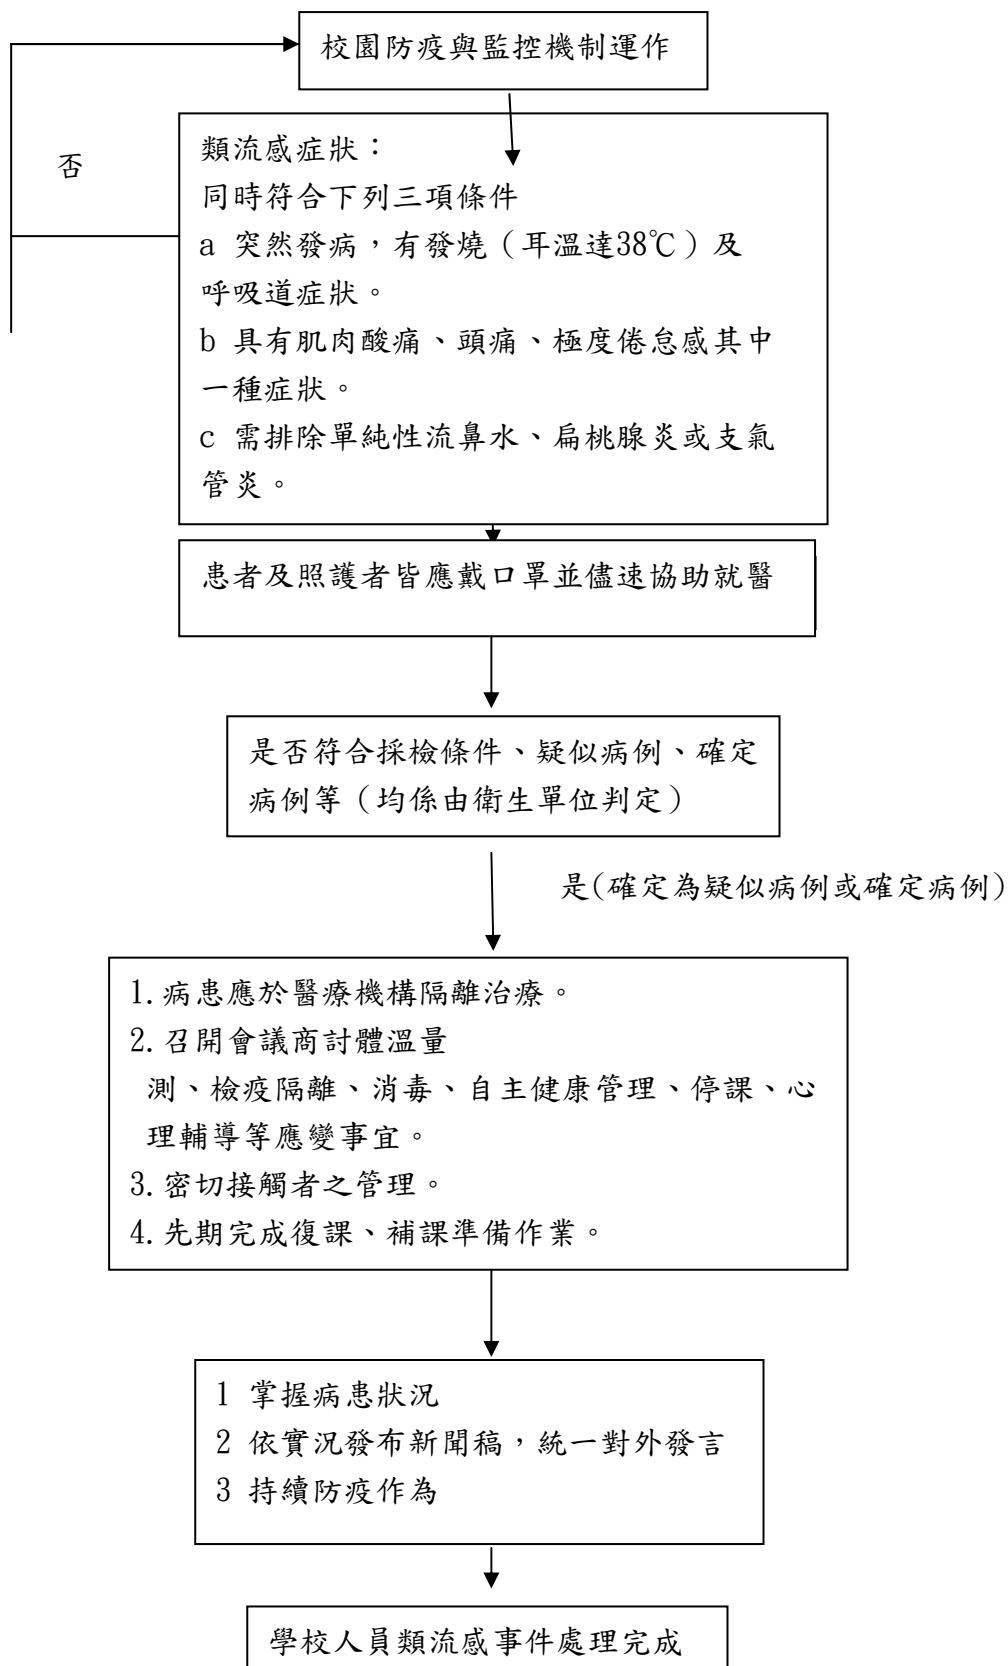 校園防疫與監控機制運作
否
類流感症狀：
同時符合下列三項條件
a 突然發病，有發燒（耳溫達38℃）及
呼吸道症狀。
b 具有肌肉酸痛、頭痛、極度倦怠感其中
一種症狀。
c 需排除單純性流鼻水、扁桃腺炎或支氣
管炎。
患者及照護者皆應戴口罩並儘速協助就醫
是否符合採檢條件、疑似病例、確定
病例等（均係由衛生單位判定）
是(確定為疑似病例或確定病例)
1.病患應於醫療機構隔離治療。
2.召開會議商討體溫量
測、檢疫隔離、消毒、自主健康管理、停課、心
理輔導等應變事宜。
3.密切接觸者之管理。
4.先期完成復課、補課準備作業。
1 掌握病患狀況
2 依實況發布新聞稿，統一對外發言
3 持續防疫作為
學校人員類流感事件處理完成